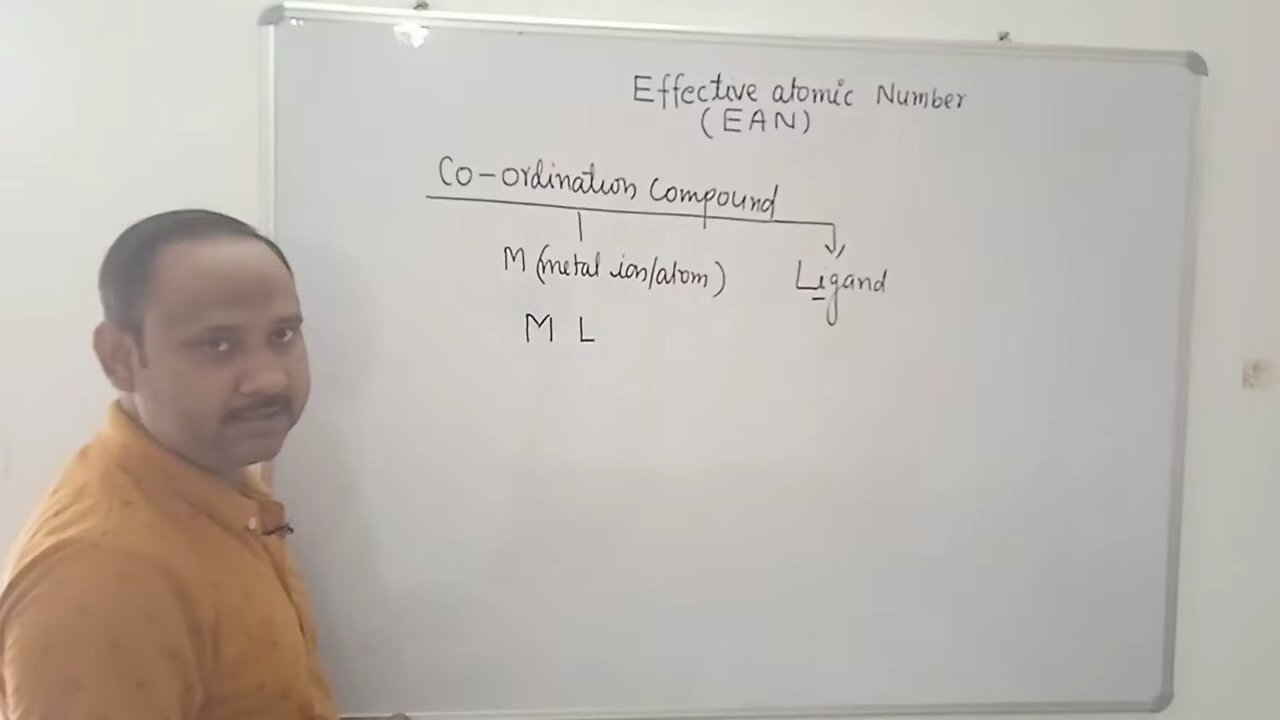 Effective atomic Number
(EAN)
Co-ordination Compound
M (metal ion/atom) Ligand
M L